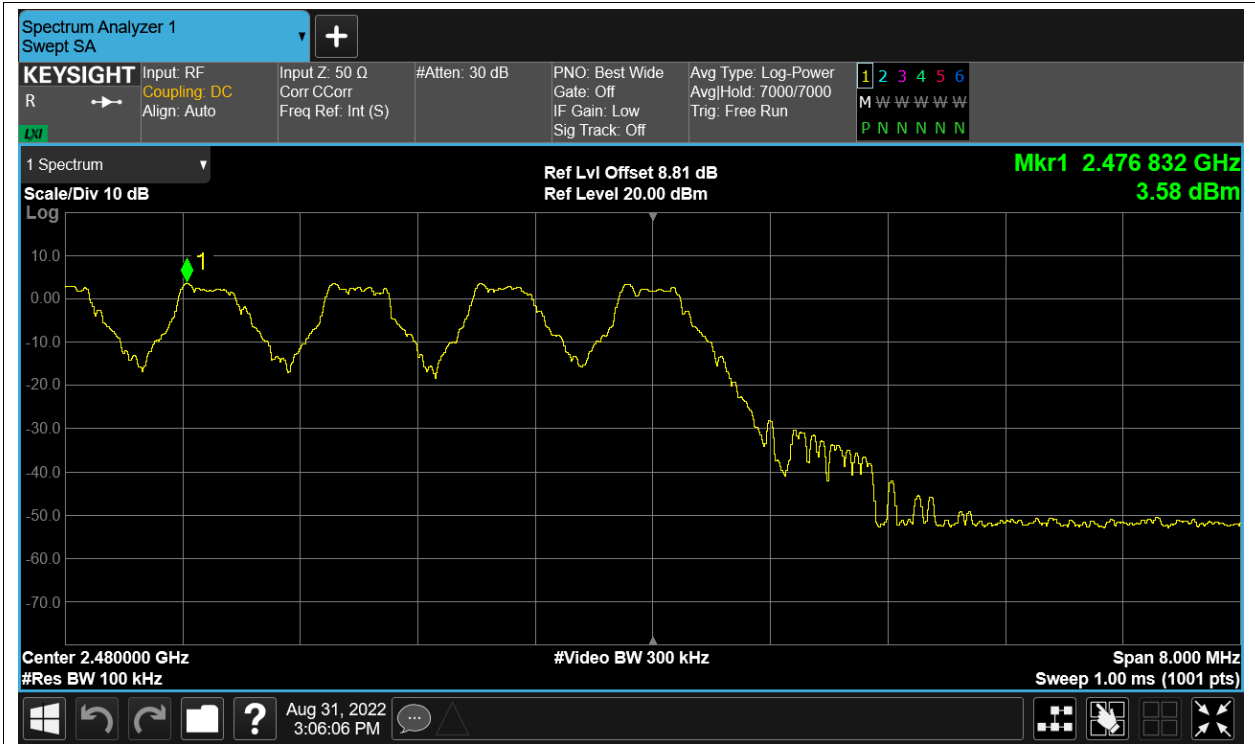 Spectrum Analyzer 1
Swept SA
KEYSIGHT
R
LXI
Input: RF
Coupling: DC
Align: Auto
Input Z: 50 Ω
Corr CCorr
Freq Ref: Int (S)
#Atten: 30 dB
PNO: Best Wide
Gate: Off
IF Gain: Low
Sig Track: Off
Avg Type: Log-Power
Avg|Hold: 7000/7000
Trig: Free Run
1 2 3 4 5 6
M W W W W W
P N N N N N
1 Spectrum
Scale/Div 10 dB
Log
Ref Lvl Offset 8.81 dB
Ref Level 20.00 dBm
Mkr1 2.476 832 GHz
3.58 dBm
1
10.0
0.00
-10.0
-20.0
-30.0
-40.0
-50.0
-60.0
-70.0
Center 2.480000 GHz
#Res BW 100 kHz
#Video BW 300 kHz
Span 8.000 MHz
Sweep 1.00 ms (1001 pts)
?
Aug 31, 2022
3:06:06 PM